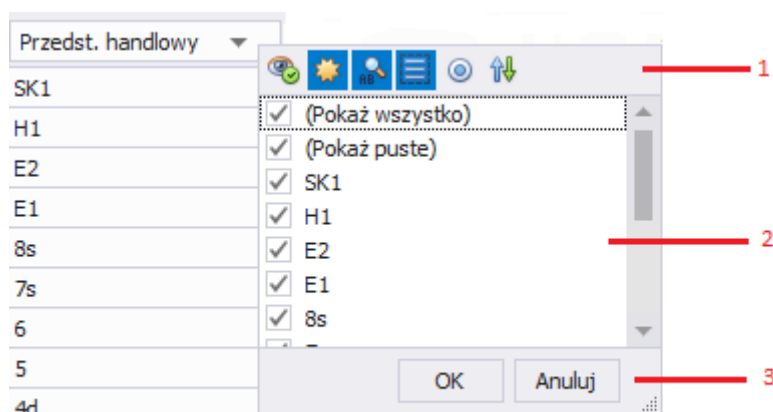 Przedst. handlowy
SK1
H1
E2
E1
8s
7s
6
5
4d
AB
(Pokaż wszystko)
(Pokaż puste)
SK1
H1
E2
E1
8s
OK Anuluj
1
2
3